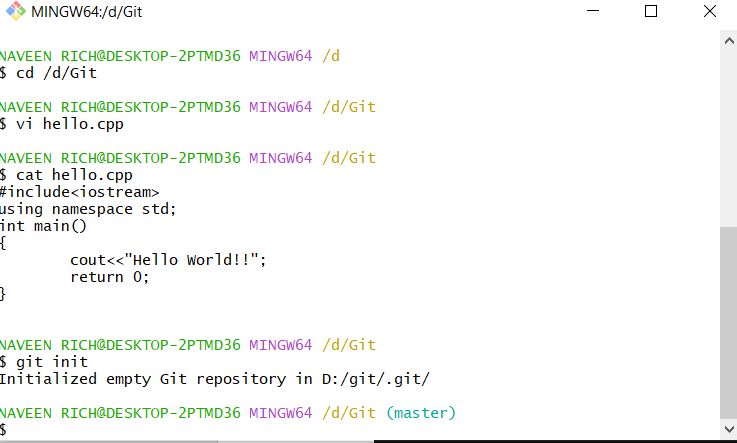 MINGW64:/d/Git
NAVEEN RICH@DESKTOP-2PTMD36 MINGW64 /d
$ cd /d/Git
NAVEEN RICH@DESKTOP-2PTMD36 MINGW64 /d/Git
$ vi hello.cpp
NAVEEN RICH@DESKTOP-2PTMD36 MINGW64 /d/Git
$ cat hello.cpp
#include<iostream>
using namespace std;
int main()
{
        cout<<"Hello World!!";
        return 0;
}
NAVEEN RICH@DESKTOP-2PTMD36 MINGW64 /d/Git
$ git init
Initialized empty Git repository in D:/git/.git/
NAVEEN RICH@DESKTOP-2PTMD36 MINGW64 /d/Git (master)
$